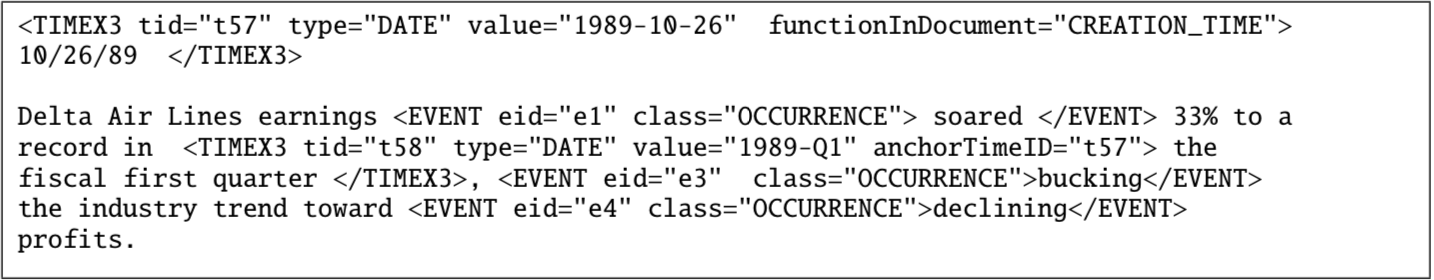 <TIMEX3 tid="t57" type="DATE" value="1989-10-26"  functionInDocument="CREATION_TIME">
10/26/89  </TIMEX3>
Delta Air Lines earnings <EVENT eid="e1" class="OCCURRENCE"> soared </EVENT> 33% to a
record in  <TIMEX3 tid="t58" type="DATE" value="1989-Q1" anchorTimeID="t57"> the
fiscal first quarter </TIMEX3>, <EVENT eid="e3"  class="OCCURRENCE">bucking</EVENT>
the industry trend toward <EVENT eid="e4" class="OCCURRENCE">declining</EVENT>
profits.